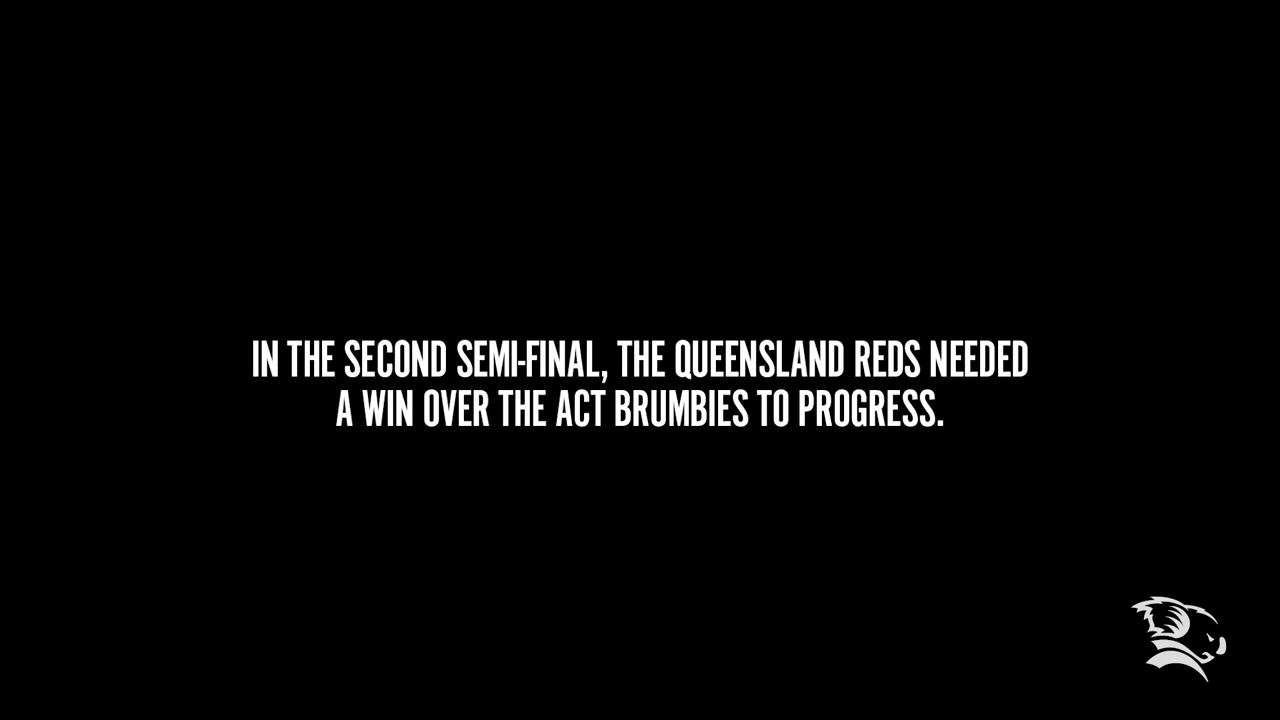 IN THE SECOND SEMI-FINAL, THE QUEENSLAND REDS NEEDED
A WIN OVER THE ACT BRUMBIES TO PROGRESS.